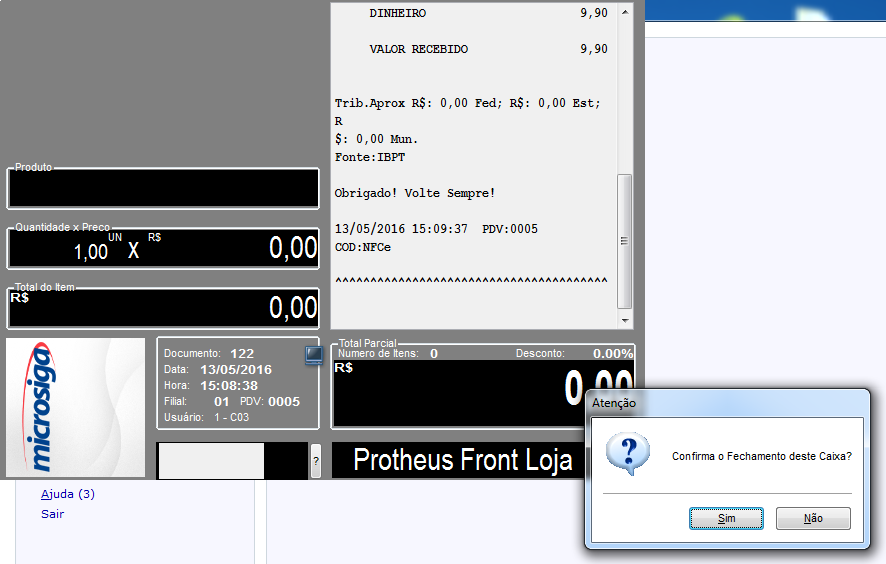 DINHEIRO 9,90
VALOR RECEBIDO 9,90
Trib.Aprox R$: 0,00 Fed; R$: 0,00 Est;
R
$: 0,00 Mun.
Fonte:IBPT
Obrigado! Volte Sempre!
13/05/2016 15:09:37 PDV:0005
COD:NFCe
^^^^^^^^^^^^^^^^^^^^^^^^^^^^^^^^^^^^^^^
Produto
Quantidade x Preço
1,00 UN X R$ 0,00
Total do Item
R$ 0,00
microsiga
Documento: 122
Data: 13/05/2016
Hora: 15:08:38
Filial: 01 PDV: 0005
Usuário: 1 - C03
Total Parcial
Numero de Itens: 0 Desconto: 0.00%
R$ 0,00
?
Protheus Front Loja
Ajuda (3)
Sair
Atenção
Confirma o Fechamento deste Caixa?
Sim Não